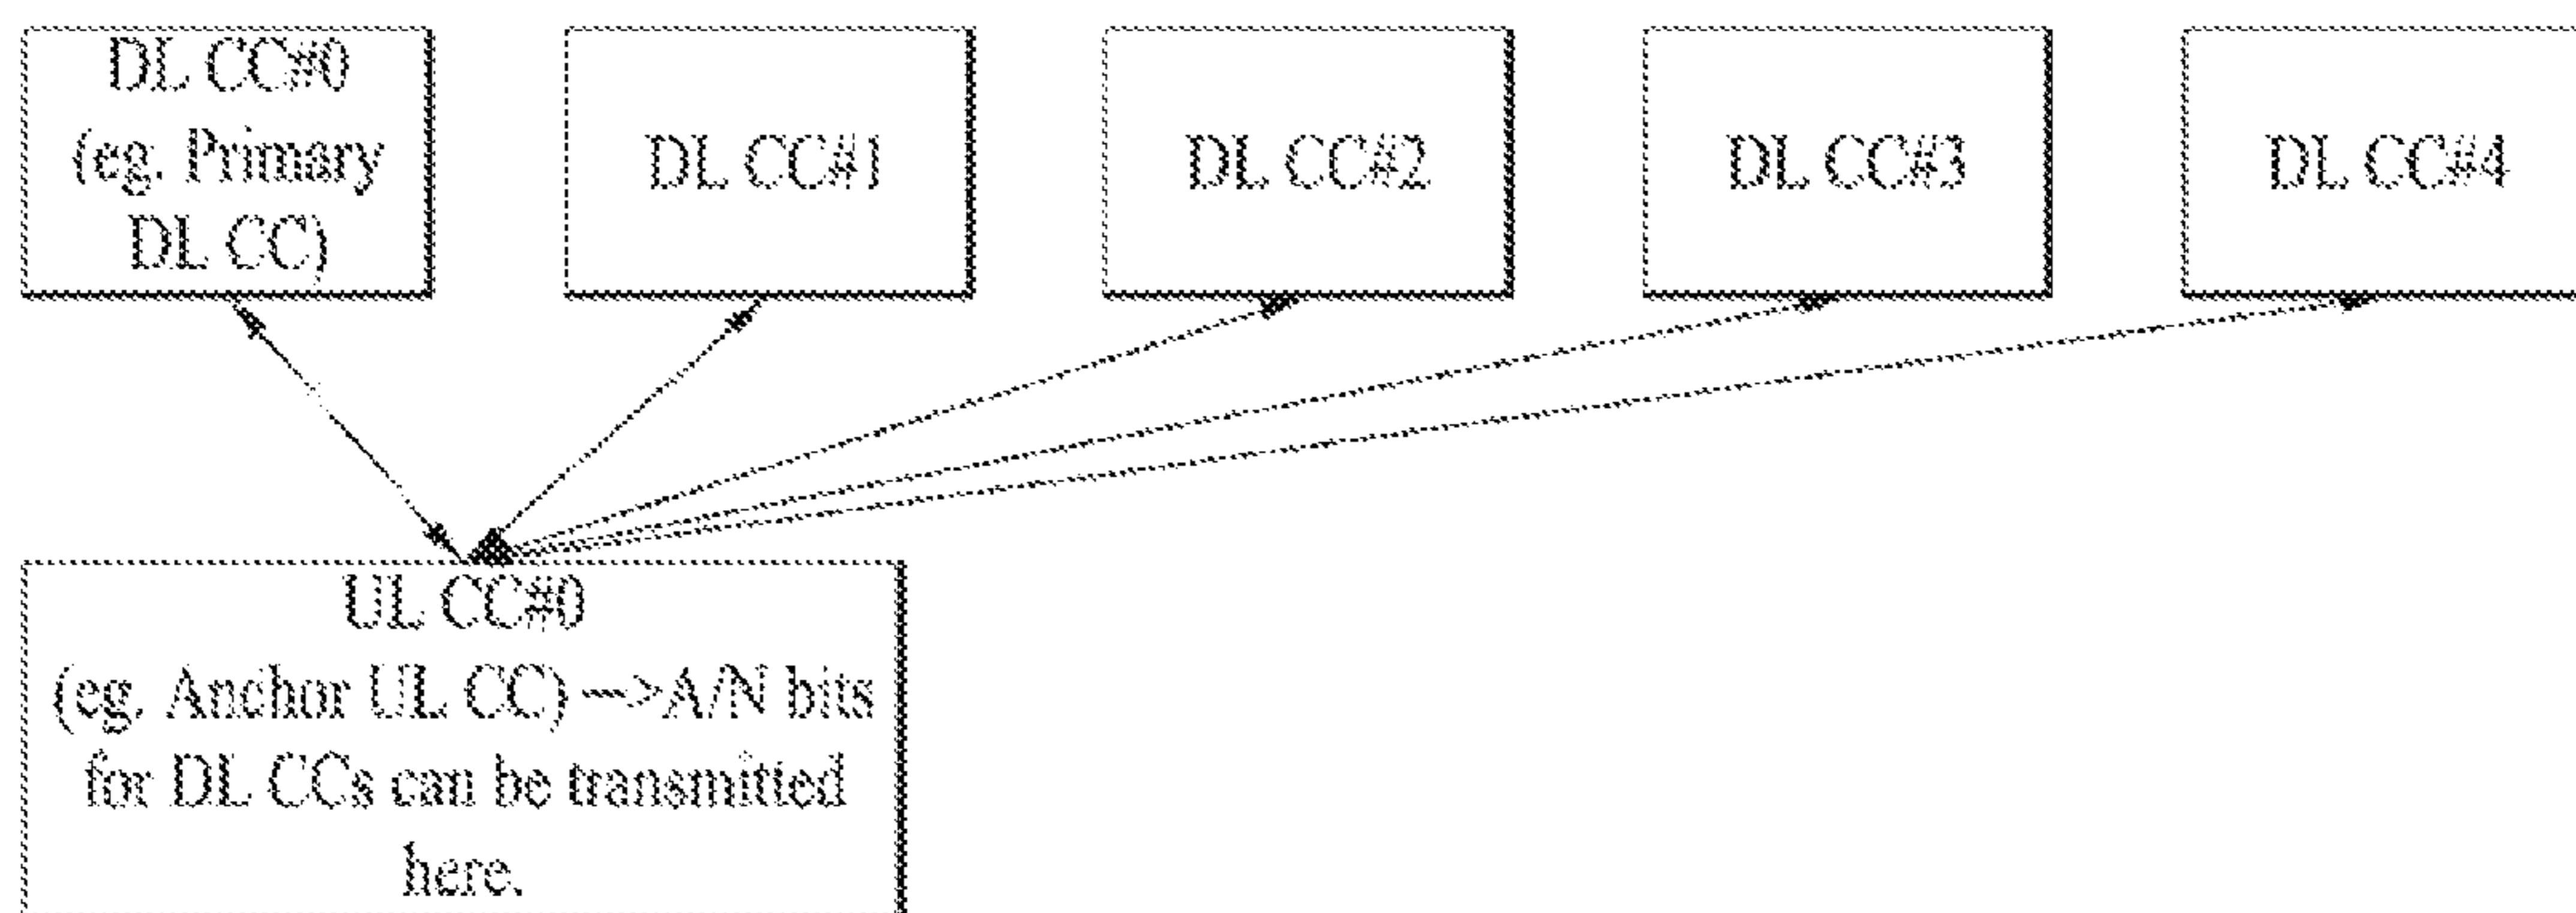 DL CC#0
(eg. Primary
DL CC)
DL CC#1
DL CC#2
DL CC#3
DL CC#4
UL CC#0
(eg. Anchor UL CC) --->A/N bits
for DL CCs can be transmitted
here.